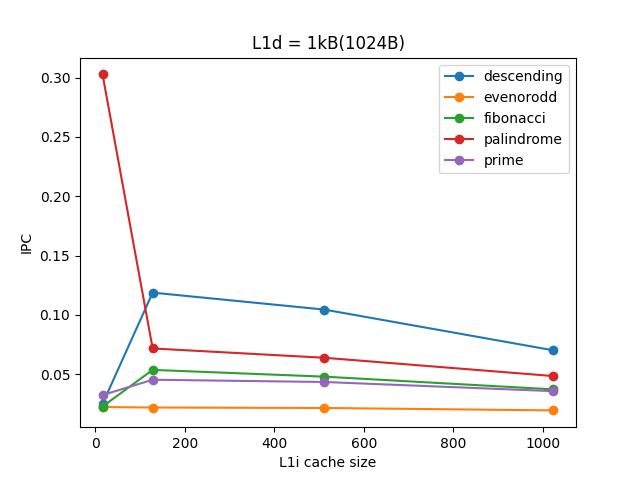 L1d = 1kB(1024B)
descending
evenorodd
fibonacci
palindrome
prime
0.30
0.25
0.20
0.15
0.10
0.05
IPC
0 200 400 600 800 1000
L1i cache size